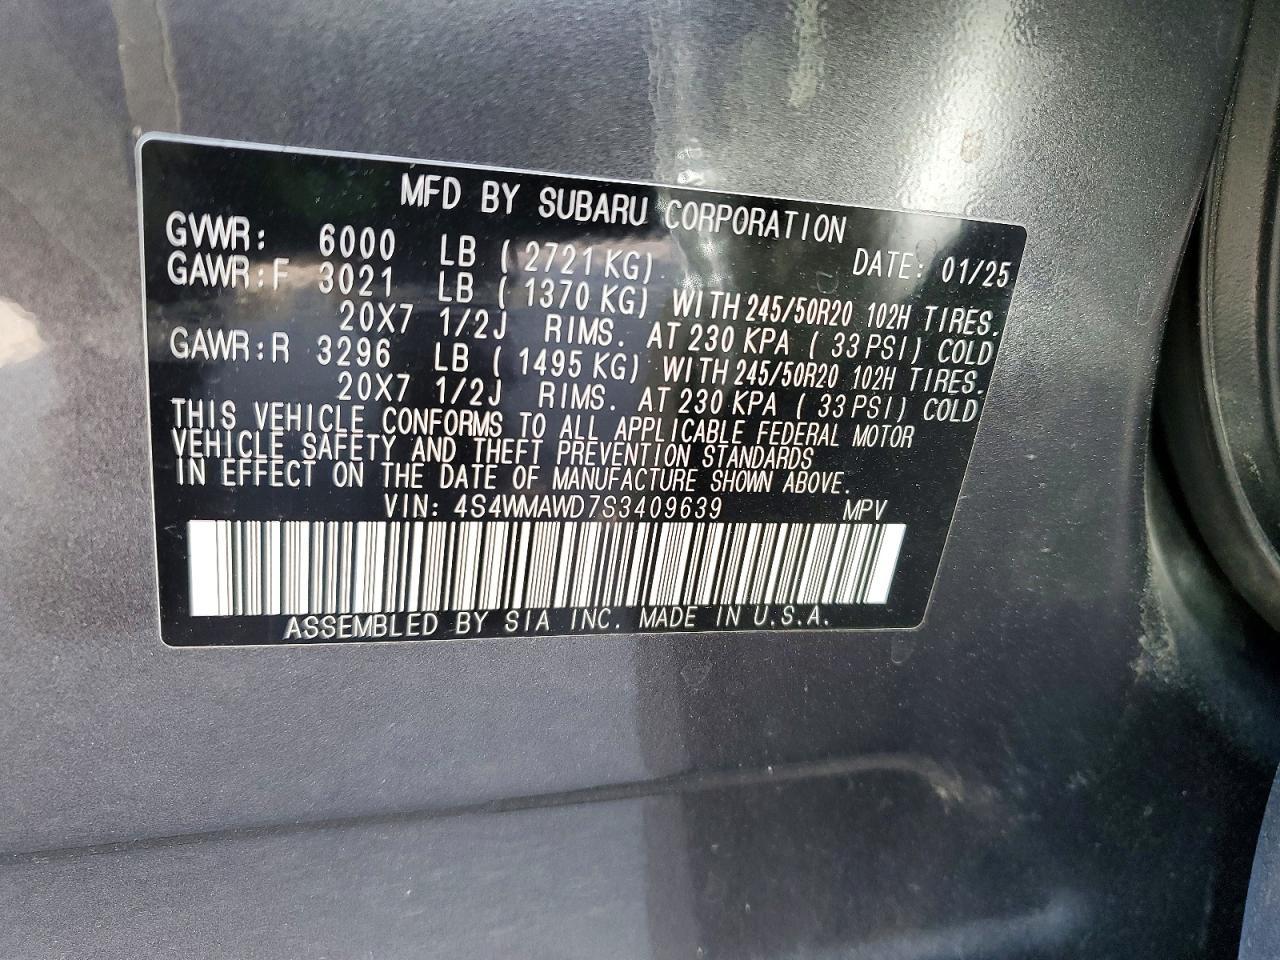 MFD BY SUBARU CORPORATION
DATE: 01/25
GVWR: 6000 LB ( 2721 KG)
GAWR:F 3021 LB ( 1370 KG) WITH 245/50R20 102H TIRES.
20X7 1/2J RIMS. AT 230 KPA ( 33 PSI) COLD
GAWR:R 3296 LB ( 1495 KG) WITH 245/50R20 102H TIRES.
20X7 1/2J RIMS. AT 230 KPA ( 33 PSI) COLD
THIS VEHICLE CONFORMS TO ALL APPLICABLE FEDERAL MOTOR
VEHICLE SAFETY AND THEFT PREVENTION STANDARDS
IN EFFECT ON THE DATE OF MANUFACTURE SHOWN ABOVE.
VIN: 4S4WMAWD7S3409639 MPV
ASSEMBLED BY SIA INC. MADE IN U.S.A.